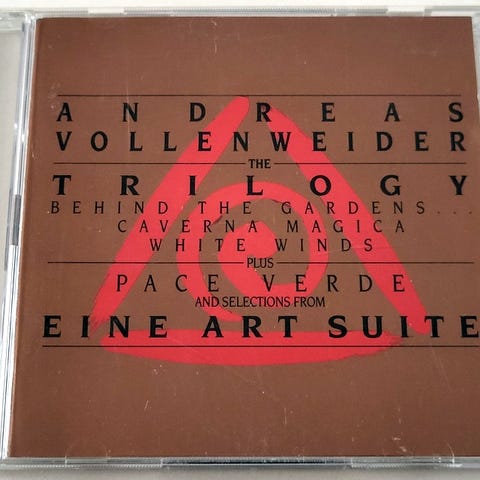 ANDREAS
VOLLENWEIDER
THE
TRILOGY
BEHIND THE GARDENS...
CAVERNA MAGICA
WHITE WINDS
PLUS
PACE VERDE
AND SELECTIONS FROM
EINE ART SUITE